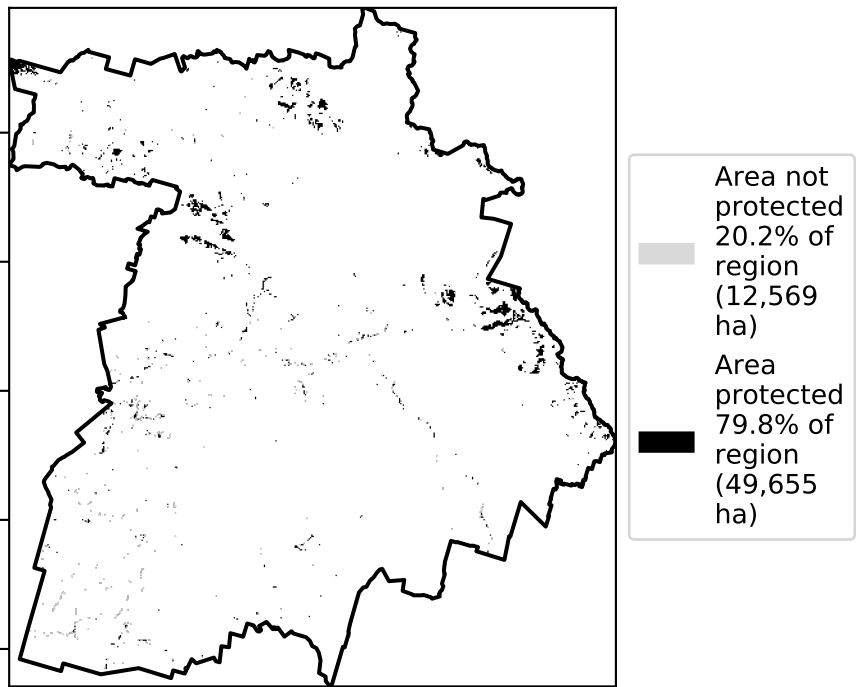 Area not
protected
20.2% of
region
(12,569
ha)
Area
protected
79.8% of
region
(49,655
ha)